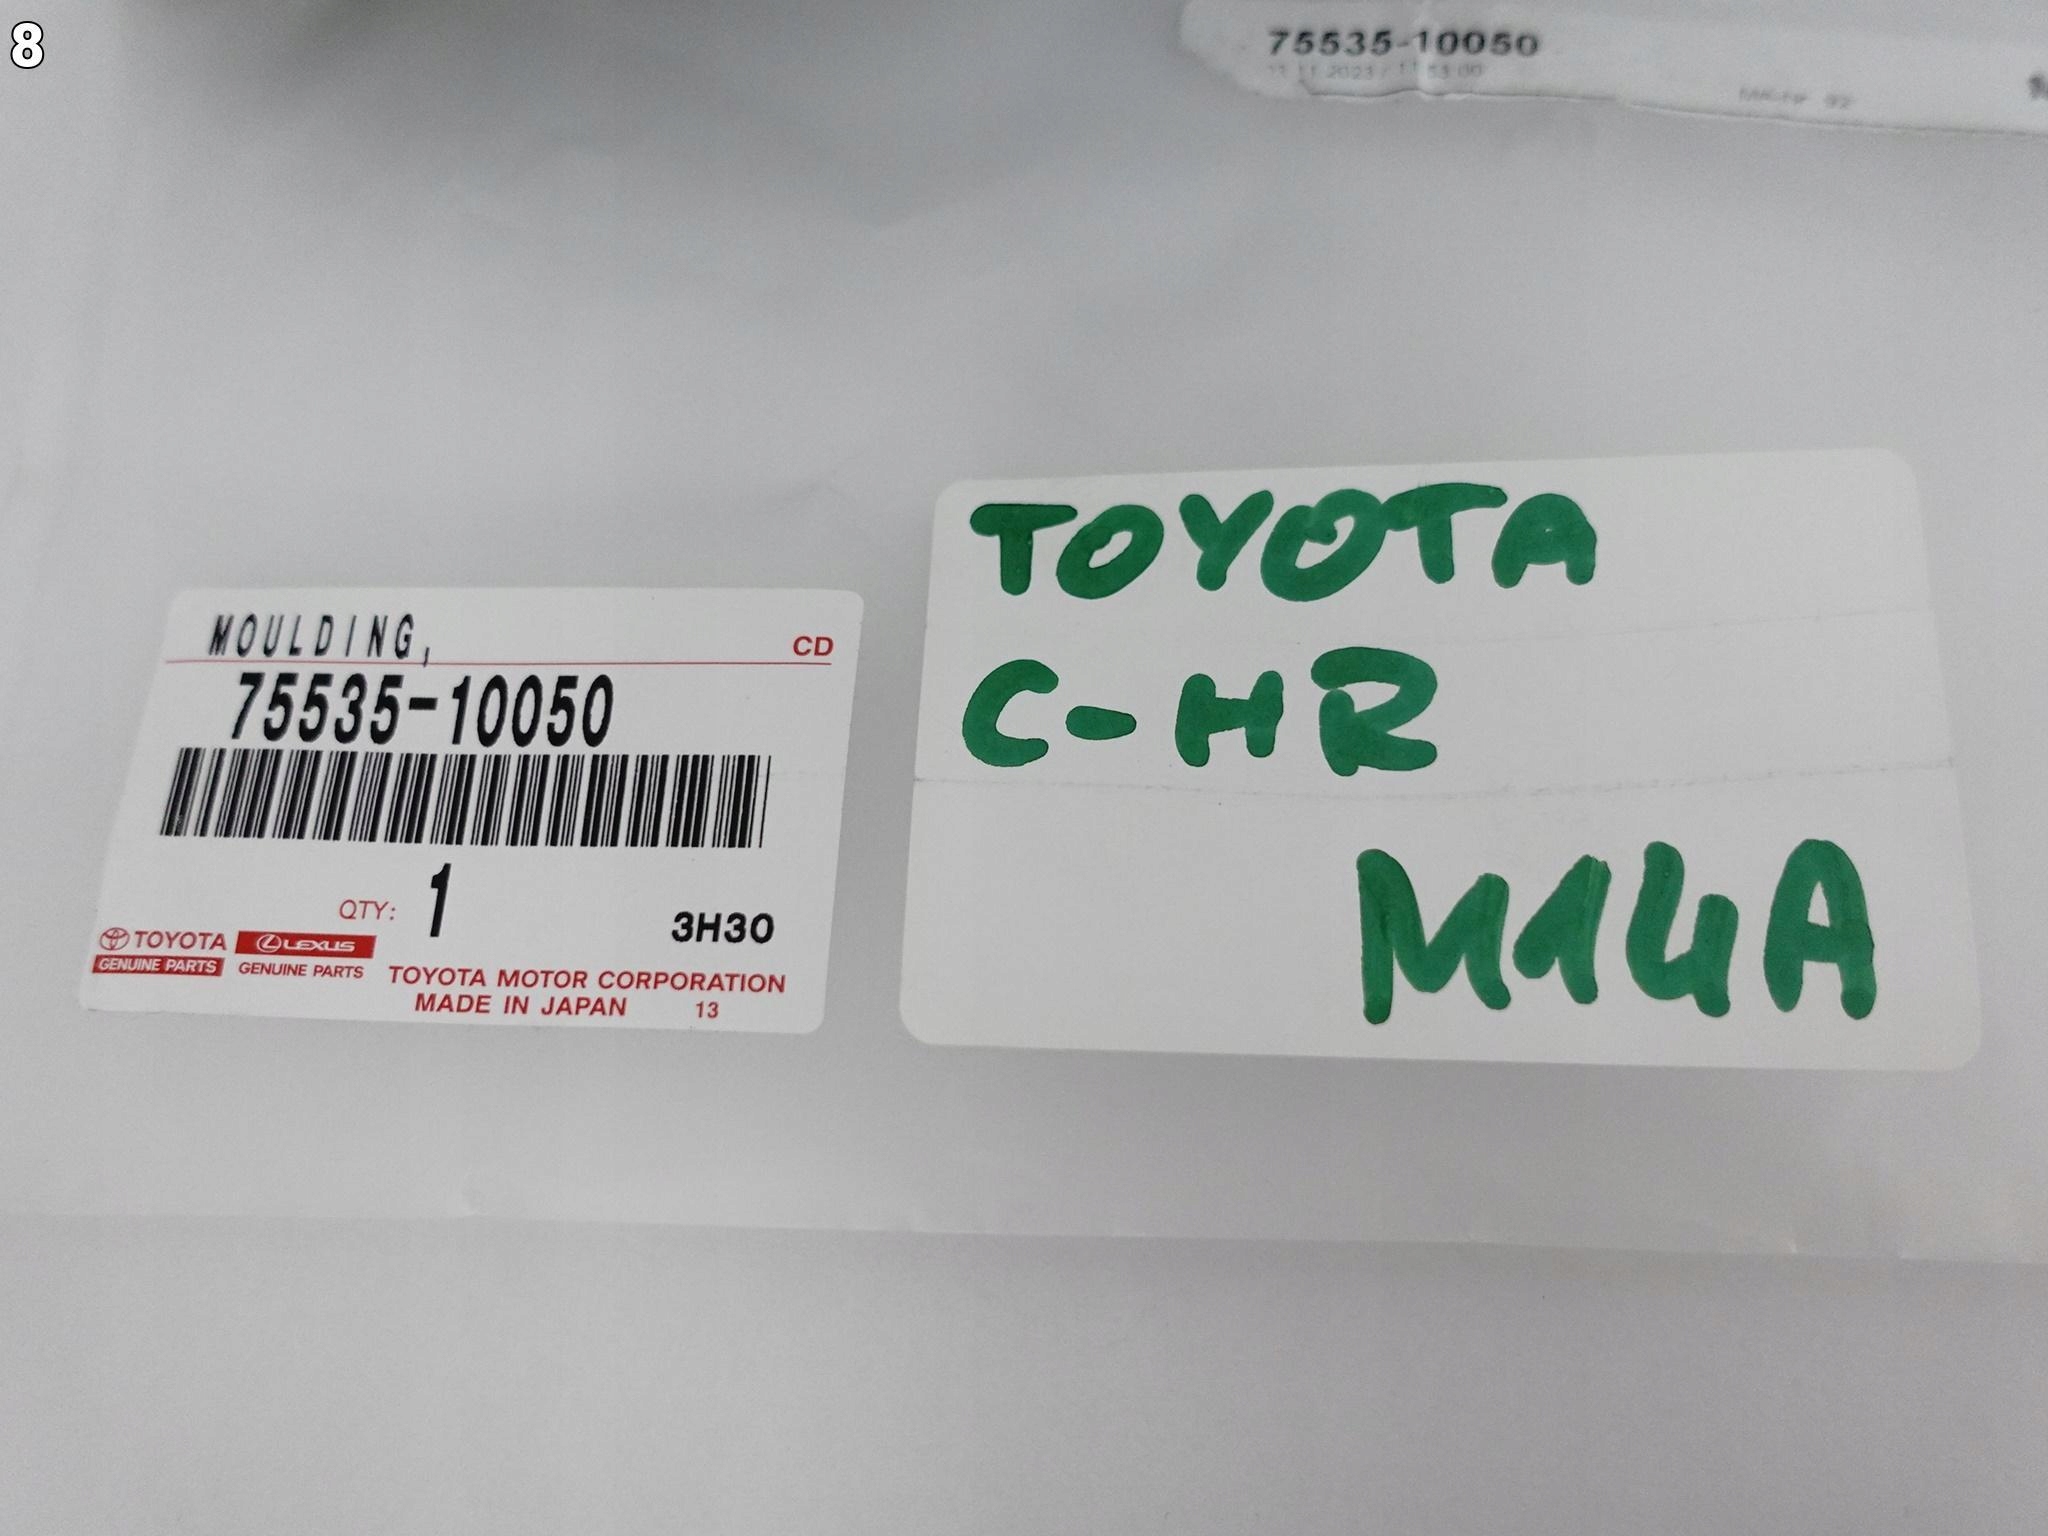 8
75535-10050
MOULDING,
CD
75535-10050
QTY: 1
3H30
TOYOTA
GENUINE PARTS
LEXUS
GENUINE PARTS
TOYOTA MOTOR CORPORATION
MADE IN JAPAN 13
TOYOTA
C-HR
M14A